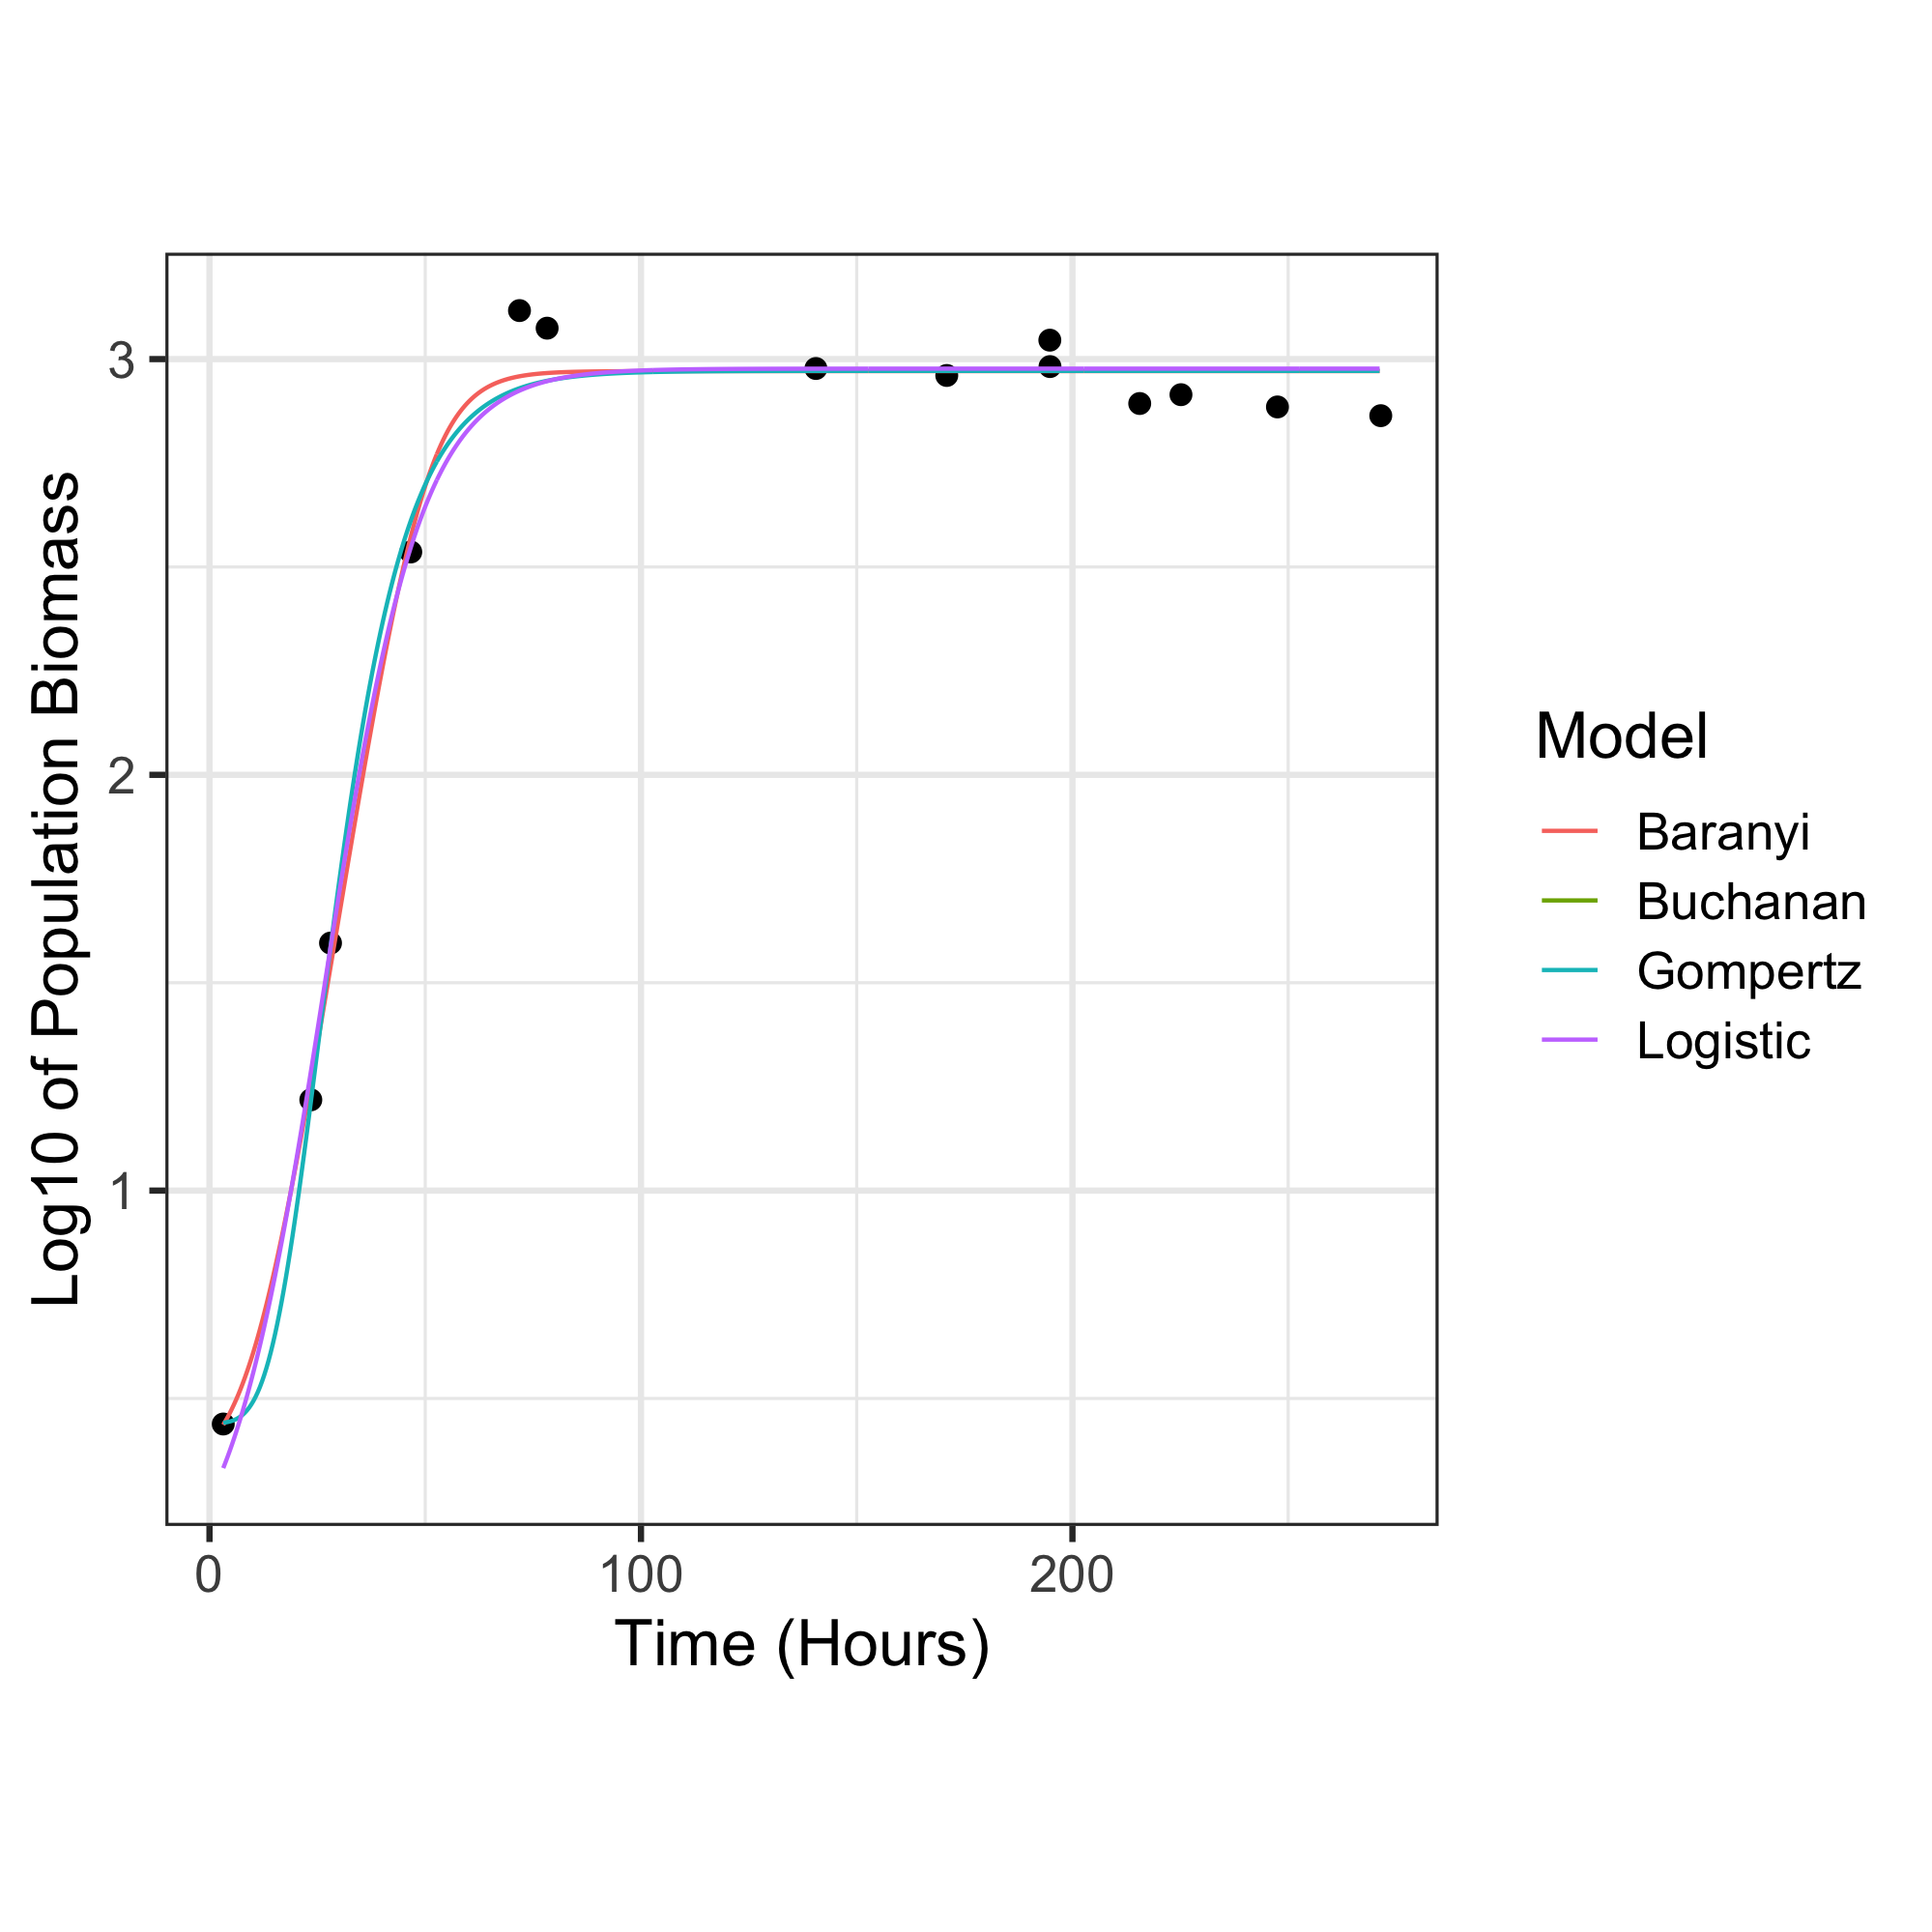 Log10 of Population Biomass
3
2
1
0 100 200
Time (Hours)
Model
Baranyi
Buchanan
Gompertz
Logistic